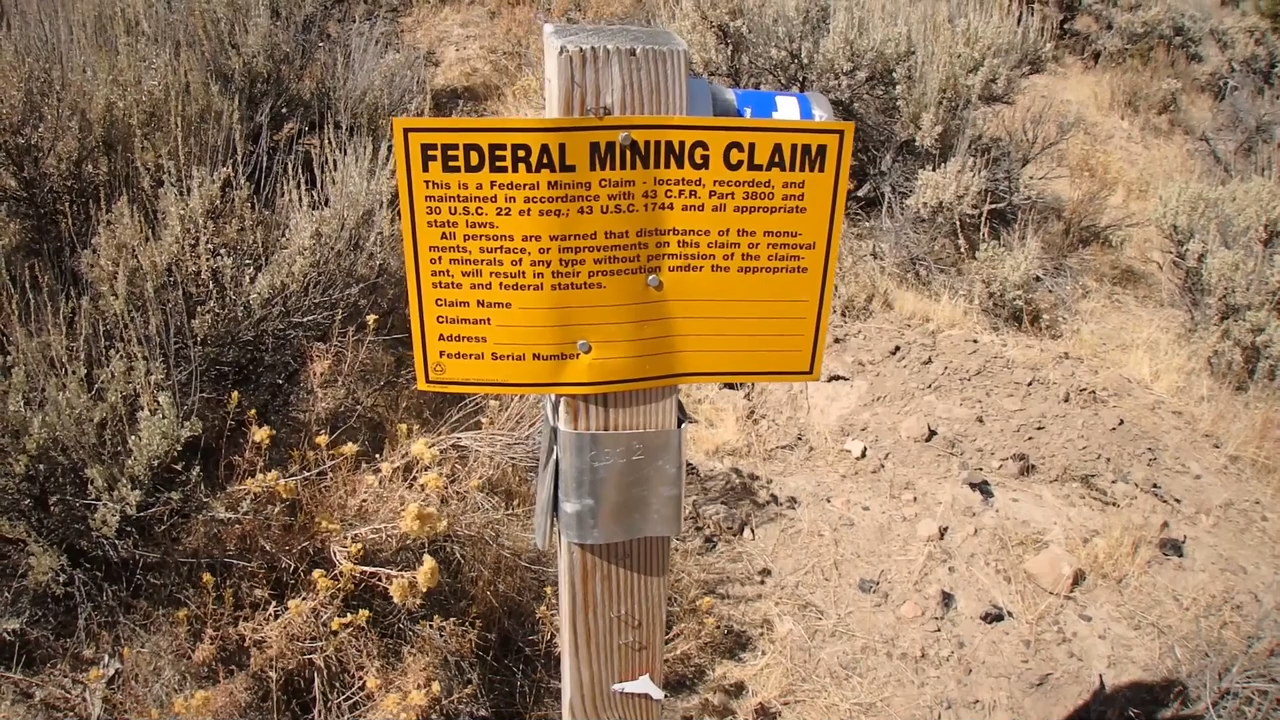 FEDERAL MINING CLAIM
This is a Federal Mining Claim - located, recorded, and
maintained in accordance with 43 C.F.R. Part 3800 and
30 U.S.C. 22 et seq.; 43 U.S.C. 1744 and all appropriate
state laws.
All persons are warned that disturbance of the monu-
ments, surface, or improvements on this claim or removal
of minerals of any type without permission of the claim-
ant, will result in their prosecution under the appropriate
state and federal statutes.
Claim Name
Claimant
Address
Federal Serial Number